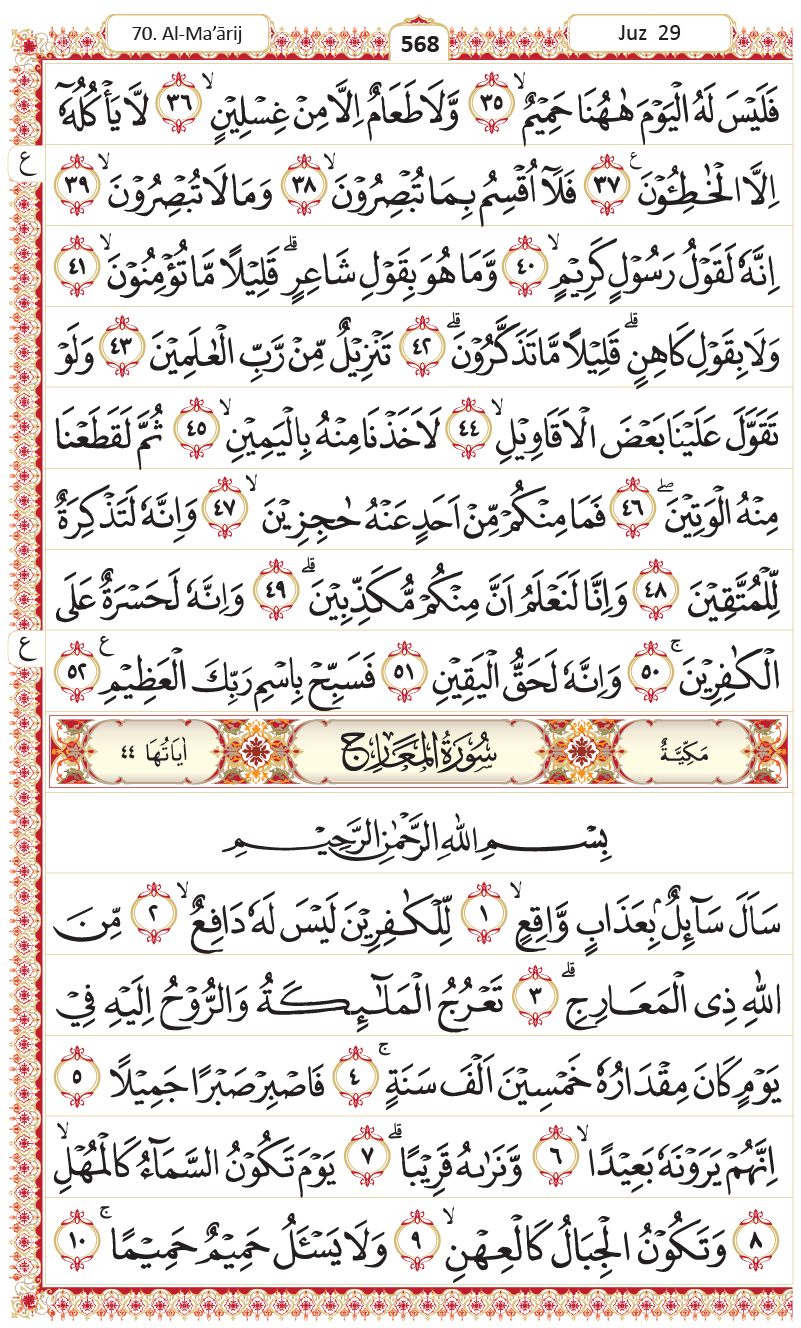 70. Al-Ma’ārij 568 Juz 29
فَلَيْسَ لَهُ الْيَوْمَ هٰهُنَا حَمِيْمٌۙ ٣٥ وَّلَا طَعَامٌ اِلَّا مِنْ غِسْلِيْنٍۙ ٣٦ لَّا يَأْكُلُهٗٓ
ع
اِلَّا الْخٰطِـُٔوْنَ ࣖ ٣٧ فَلَآ اُقْسِمُ بِمَا تُبْصِرُوْنَۙ ٣٨ وَمَا لَا تُبْصِرُوْنَۙ ٣٩
اِنَّهٗ لَقَوْلُ رَسُوْلٍ كَرِيْمٍۙ ٤٠ وَّمَا هُوَ بِقَوْلِ شَاعِرٍۗ قَلِيْلًا مَّا تُؤْمِنُوْنَۙ ٤١
وَلَا بِقَوْلِ كَاهِنٍۗ قَلِيْلًا مَّا تَذَكَّرُوْنَۗ ٤٢ تَنْزِيْلٌ مِّنْ رَّبِّ الْعٰلَمِيْنَ ٤٣ وَلَوْ
تَقَوَّلَ عَلَيْنَا بَعْضَ الْاَقَاوِيْلِۙ ٤٤ لَاَخَذْنَا مِنْهُ بِالْيَمِيْنِۙ ٤٥ ثُمَّ لَقَطَعْنَا
مِنْهُ الْوَتِيْنَۖ ٤٦ فَمَا مِنْكُمْ مِّنْ اَحَدٍ عَنْهُ حٰجِزِيْنَۙ ٤٧ وَاِنَّهٗ لَتَذْكِرَةٌ
لِّلْمُتَّقِيْنَ ٤٨ وَاِنَّا لَنَعْلَمُ اَنَّ مِنْكُمْ مُّكَذِّبِيْنَۗ ٤٩ وَاِنَّهٗ لَحَسْرَةٌ عَلَى
ع
الْكٰفِرِيْنَۚ ٥٠ وَاِنَّهٗ لَحَقُّ الْيَقِيْنِ ٥١ فَسَبِّحْ بِاسْمِ رَبِّكَ الْعَظِيْمِ ࣖ ٥٢
مَكِّيَّةٌ سُوْرَةُ الْمَعَارِجِ اٰيَاتُهَا ٤٤
بِسْمِ اللّٰهِ الرَّحْمٰنِ الرَّحِيْمِ
سَاَلَ سَاۤىِٕلٌۢ بِعَذَابٍ وَّاقِعٍۙ ١ لِّلْكٰفِرِيْنَ لَيْسَ لَهٗ دَافِعٌۙ ٢ مِّنَ
اللّٰهِ ذِى الْمَعَارِجِۗ ٣ تَعْرُجُ الْمَلٰۤىِٕكَةُ وَالرُّوْحُ اِلَيْهِ فِيْ
يَوْمٍ كَانَ مِقْدَارُهٗ خَمْسِيْنَ اَلْفَ سَنَةٍۚ ٤ فَاصْبِرْ صَبْرًا جَمِيْلًا ٥
اِنَّهُمْ يَرَوْنَهٗ بَعِيْدًاۙ ٦ وَّنَرٰىهُ قَرِيْبًاۗ ٧ يَوْمَ تَكُوْنُ السَّمَاۤءُ كَالْمُهْلِۙ
٨ وَتَكُوْنُ الْجِبَالُ كَالْعِهْنِۙ ٩ وَلَا يَسْـَٔلُ حَمِيْمٌ حَمِيْمًاۚ ١٠